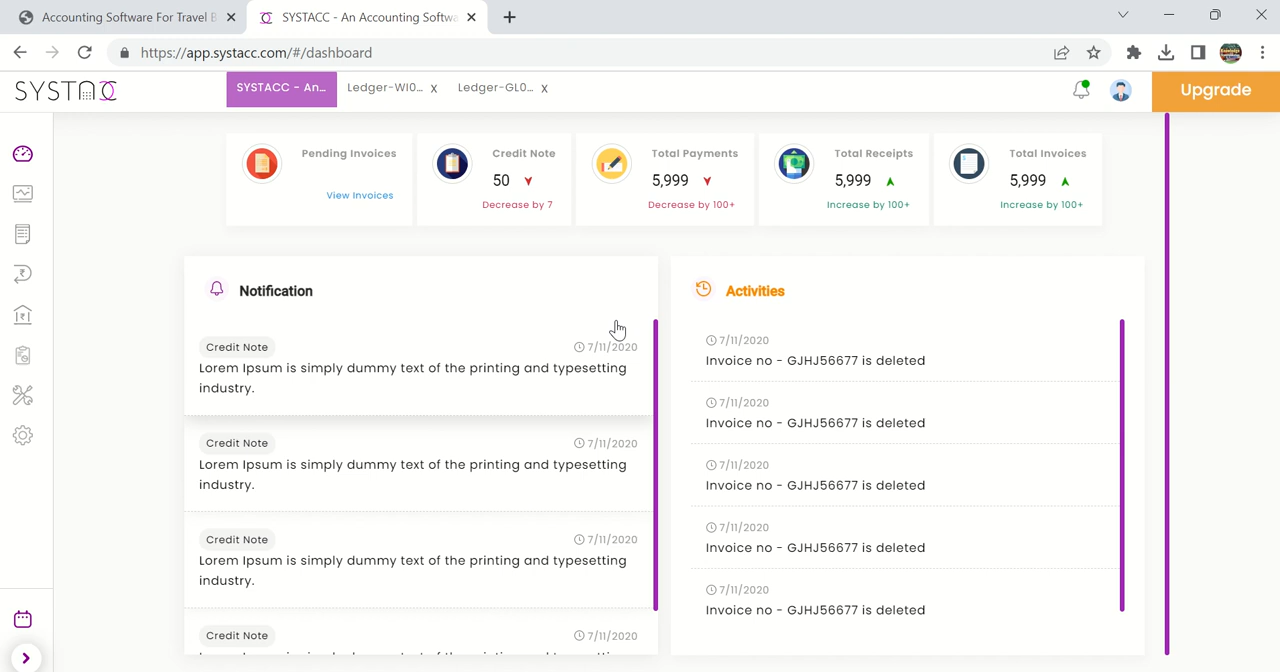 Accounting Software For Travel B
SYSTACC - An Accounting Softwa
https://app.systacc.com/#/dashboard
SYSTACC
SYSTACC - An...
Ledger-WI0... x
Ledger-GL0... x
Upgrade
Pending Invoices
View Invoices
Credit Note
50
Decrease by 7
Total Payments
5,999
Decrease by 100+
Total Receipts
5,999
Increase by 100+
Total Invoices
5,999
Increase by 100+
Notification
Credit Note 7/11/2020
Lorem Ipsum is simply dummy text of the printing and typesetting
industry.
Credit Note 7/11/2020
Lorem Ipsum is simply dummy text of the printing and typesetting
industry.
Credit Note 7/11/2020
Lorem Ipsum is simply dummy text of the printing and typesetting
industry.
Credit Note 7/11/2020
Activities
7/11/2020
Invoice no - GJHJ56677 is deleted
7/11/2020
Invoice no - GJHJ56677 is deleted
7/11/2020
Invoice no - GJHJ56677 is deleted
7/11/2020
Invoice no - GJHJ56677 is deleted
7/11/2020
Invoice no - GJHJ56677 is deleted